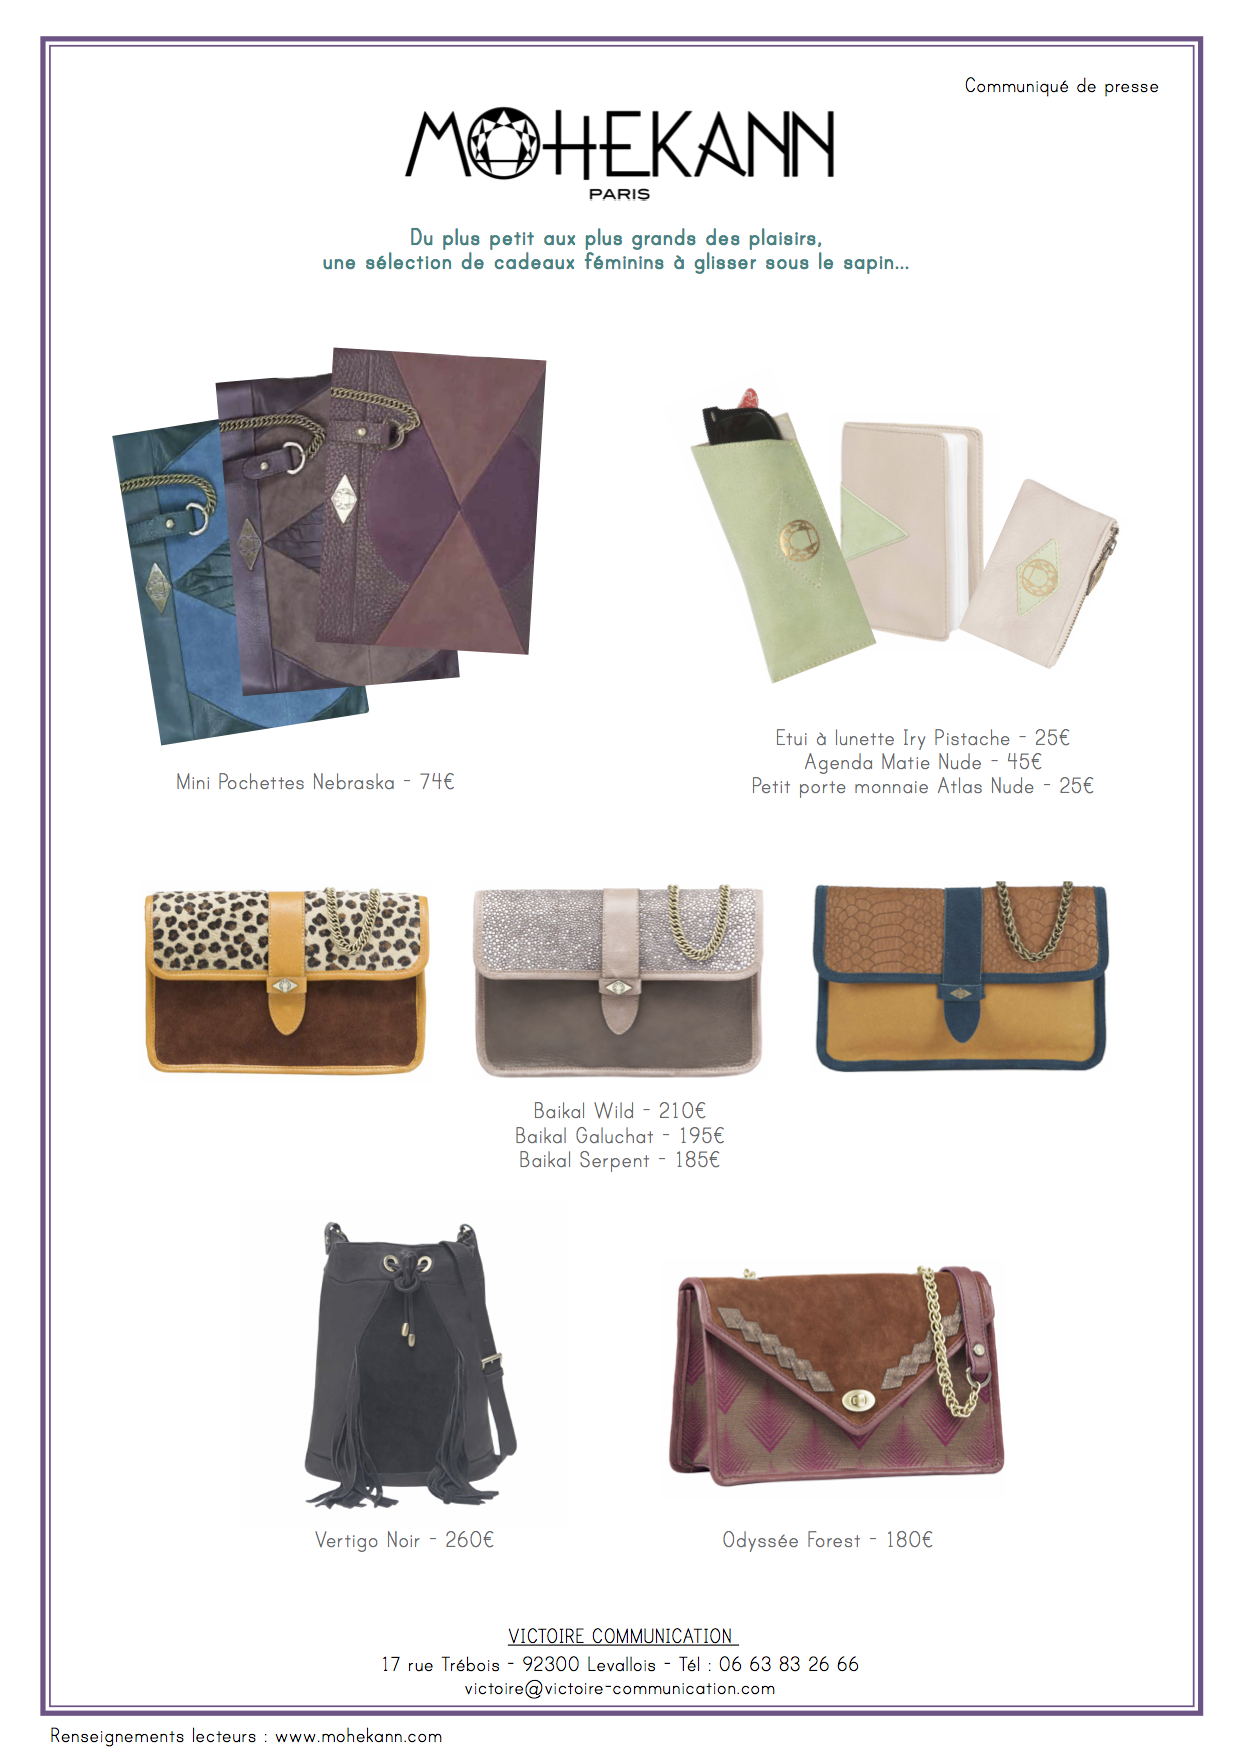 Communiqué de presse
MOHEKANN
PARIS
Du plus petit aux plus grands des plaisirs,
une sélection de cadeaux féminins à glisser sous le sapin...
Mini Pochettes Nebraska - 74€
Etui à lunette Iry Pistache - 25€
Agenda Matie Nude - 45€
Petit porte monnaie Atlas Nude - 25€
Baikal Wild - 210€
Baikal Galuchat - 195€
Baikal Serpent - 185€
Vertigo Noir - 260€
Odyssée Forest - 180€
VICTOIRE COMMUNICATION
17 rue Trébois - 92300 Levallois - Tél : 06 63 83 26 66
victoire@victoire-communication.com
Renseignements lecteurs : www.mohekann.com